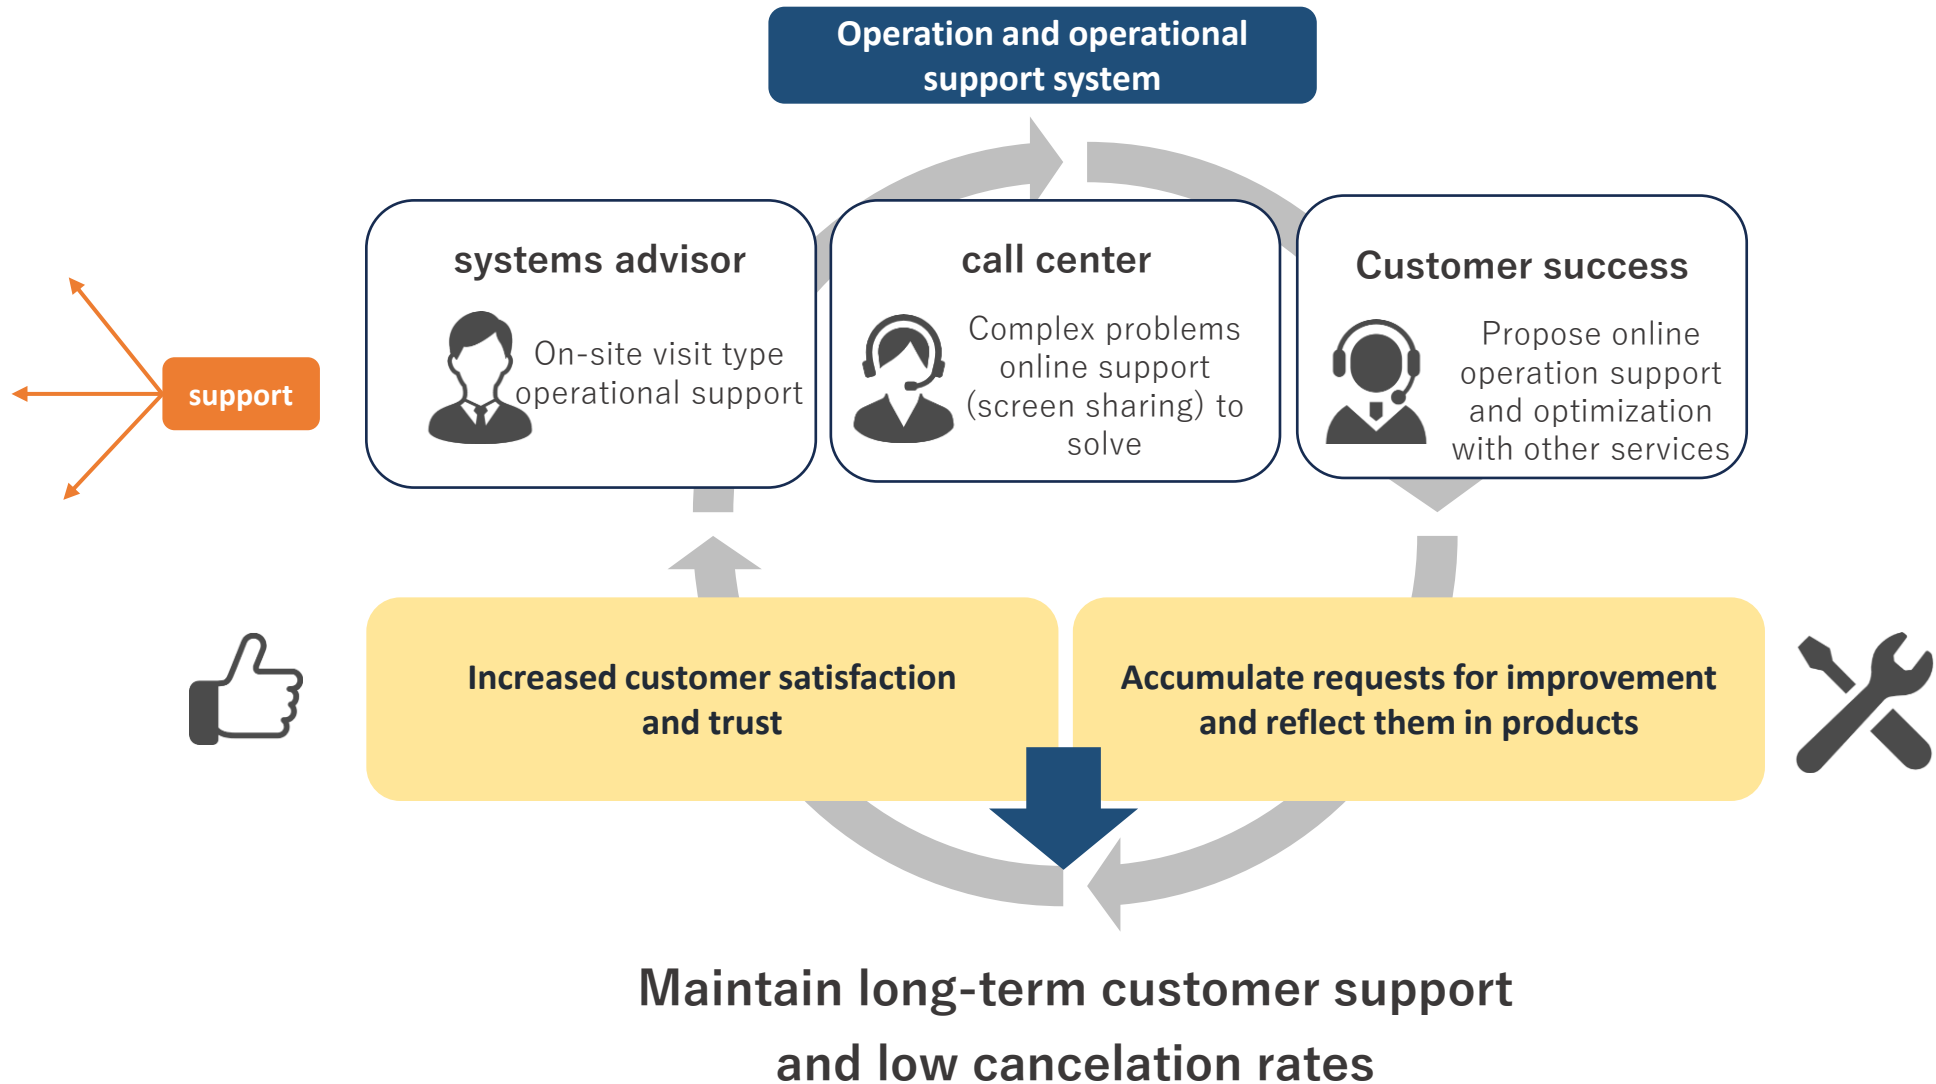 Operation and operational
support system
systems advisor
On-site visit type
operational support
call center
Complex problems
online support
(screen sharing) to
solve
Customer success
Propose online
operation support
and optimization
with other services
support
Increased customer satisfaction
and trust
Accumulate requests for improvement
and reflect them in products
Maintain long-term customer support
and low cancelation rates